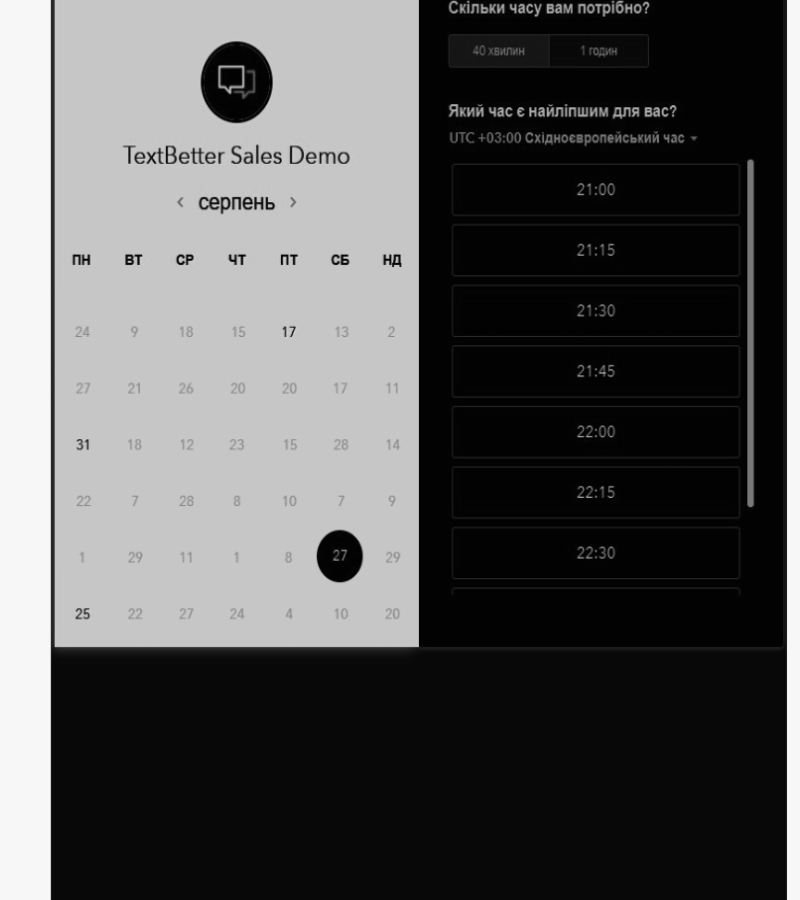 TextBetter Sales Demo
‹ серпень ›
ПН ВТ СР ЧТ ПТ СБ НД
24 9 18 15 17 13 2
27 21 26 20 20 17 11
31 18 12 23 15 28 14
22 7 28 8 10 7 9
1 29 11 1 8 27 29
25 22 27 24 4 10 20
Скільки часу вам потрібно?
40 хвилин 1 годин
Який час є найліпшим для вас?
UTC +03:00 Східноєвропейський час
21:00
21:15
21:30
21:45
22:00
22:15
22:30